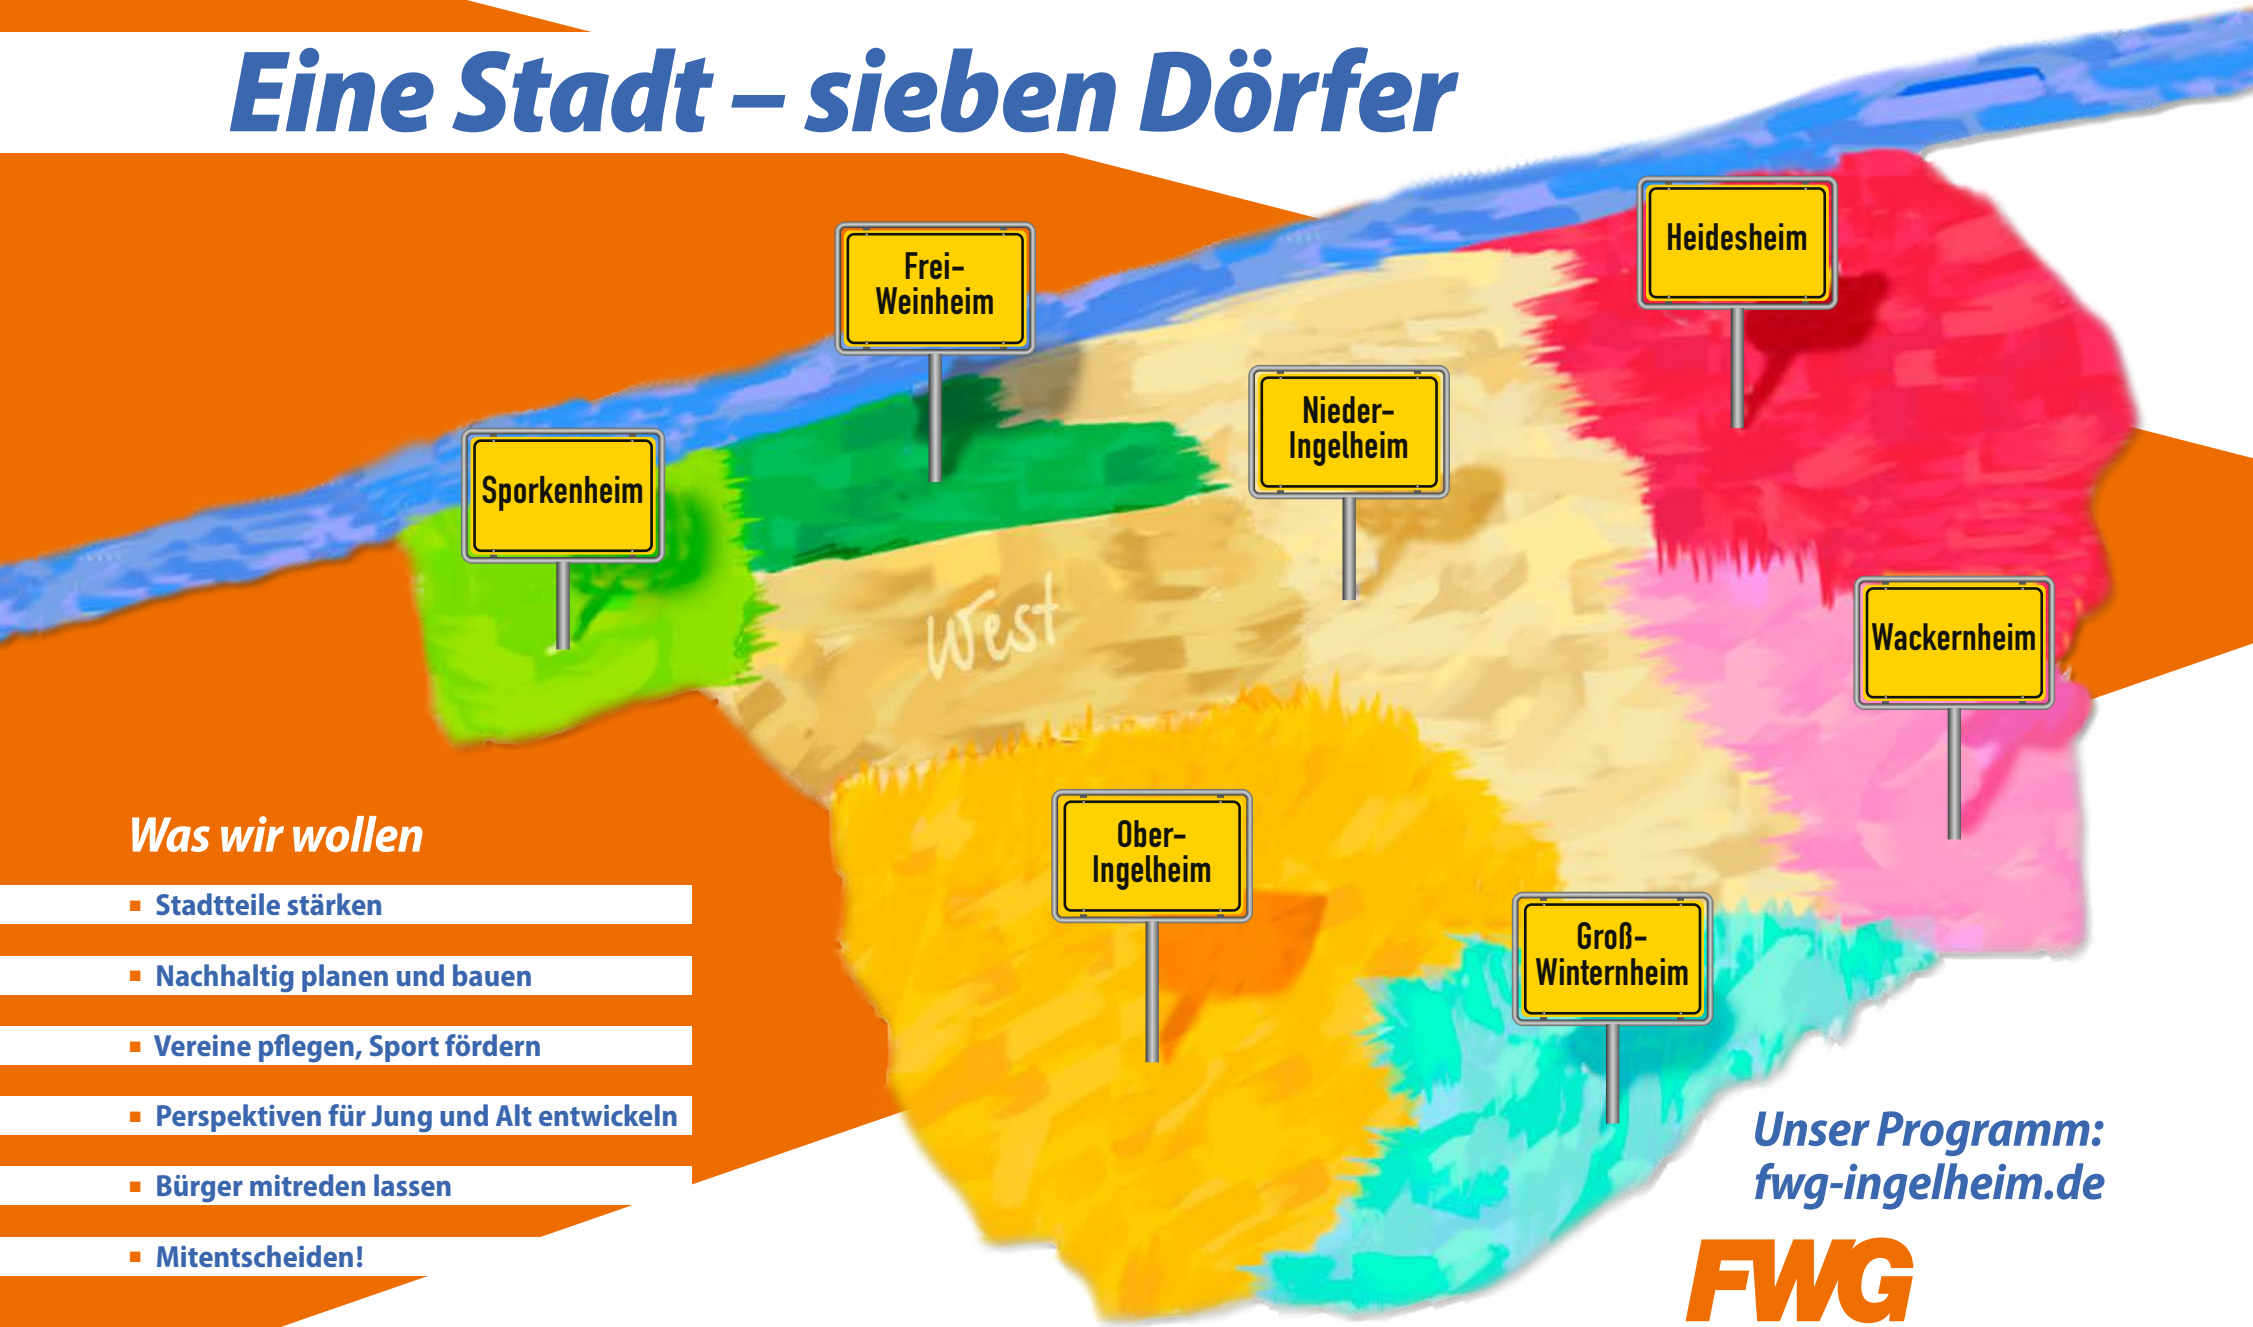 Eine Stadt – sieben Dörfer
Heidesheim
Frei-
Weinheim
Nieder-
Ingelheim
Sporkenheim
West
Wackernheim
Ober-
Ingelheim
Groß-
Winternheim
Was wir wollen
▪ Stadtteile stärken
▪ Nachhaltig planen und bauen
▪ Vereine pflegen, Sport fördern
▪ Perspektiven für Jung und Alt entwickeln
▪ Bürger mitreden lassen
▪ Mitentscheiden!
Unser Programm:
fwg-ingelheim.de
FWG